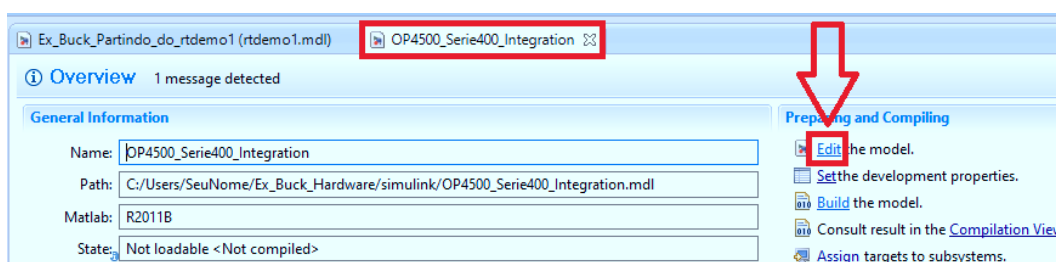 Ex_Buck_Partindo_do_rtdemo1 (rtdemo1.mdl) OP4500_Serie400_Integration
Overview 1 message detected
General Information
Name: OP4500_Serie400_Integration
Path: C:/Users/SeuNome/Ex_Buck_Hardware/simulink/OP4500_Serie400_Integration.mdl
Matlab: R2011B
State: Not loadable <Not compiled>
Preparing and Compiling
Edit the model.
Set the development properties.
Build the model.
Consult result in the Compilation View
Assign targets to subsystems.